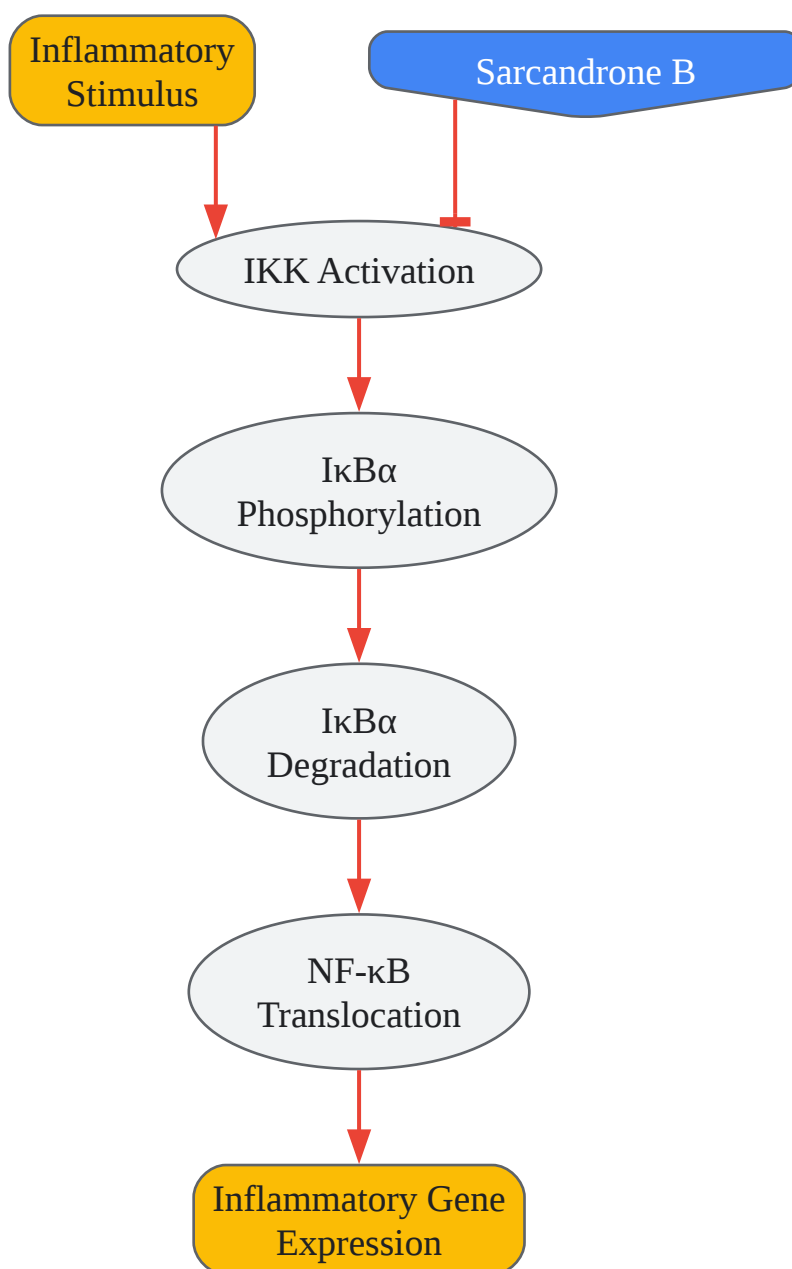 Inflammatory
Stimulus
Sarcandrone B
IKK Activation
IκBα
Phosphorylation
IκBα
Degradation
NF-κB
Translocation
Inflammatory Gene
Expression